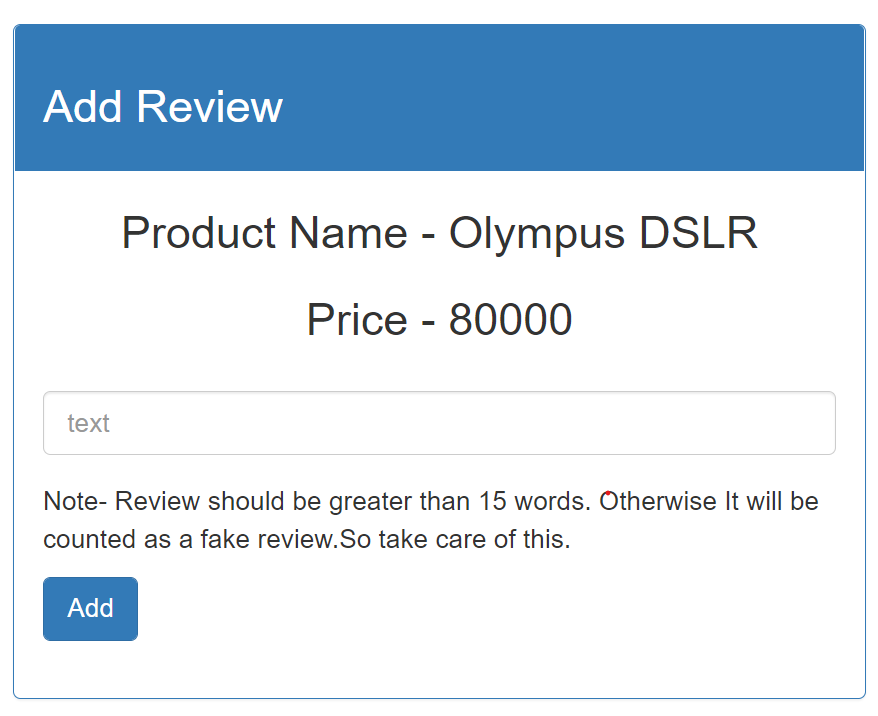 Add Review
Product Name - Olympus DSLR
Price - 80000
text
Note- Review should be greater than 15 words. Otherwise It will be
counted as a fake review.So take care of this.
Add